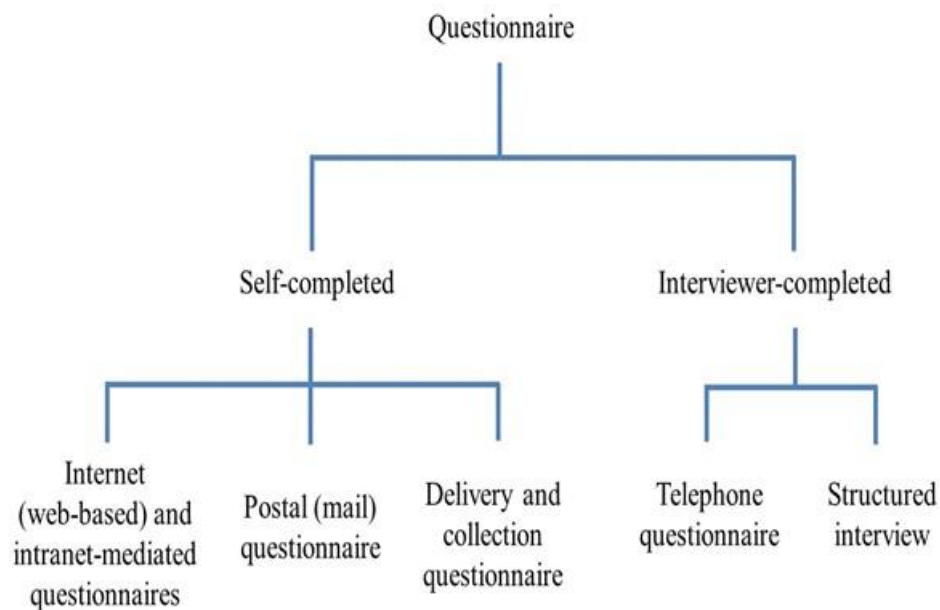 Questionnaire
Self-completed
Interviewer-completed
Internet
(web-based) and
intranet-mediated
questionnaires
Postal (mail)
questionnaire
Delivery and
collection
questionnaire
Telephone
questionnaire
Structured
interview